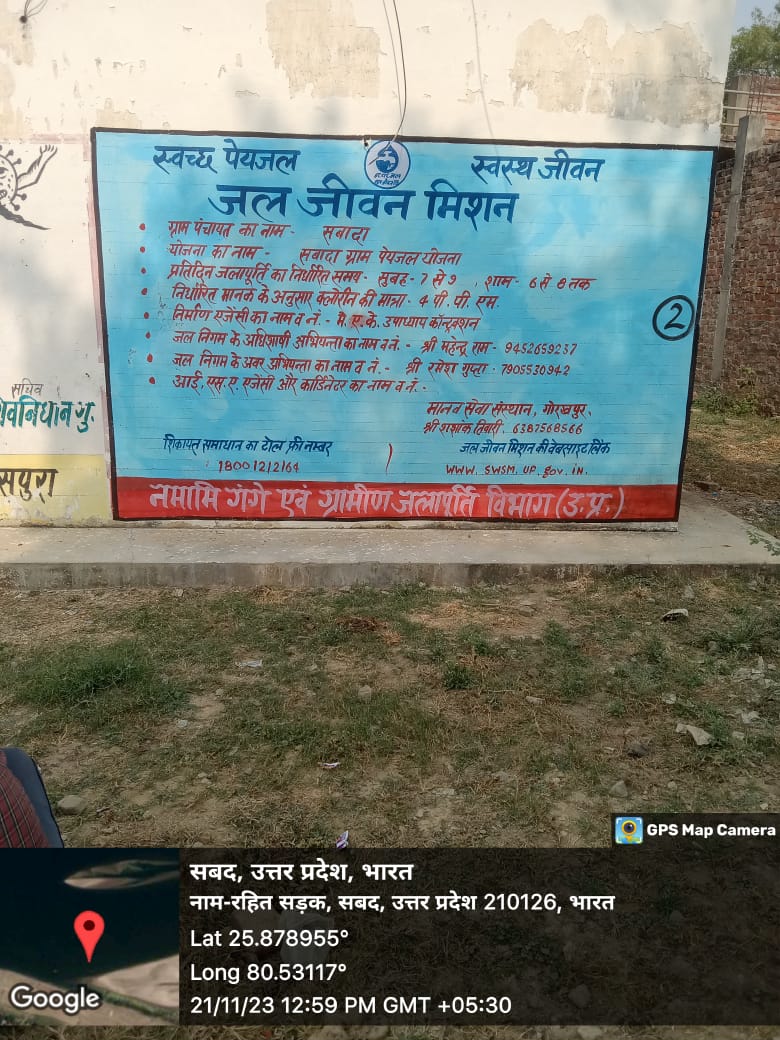 स्वच्छ पेयजल
स्वस्थ जीवन
जल जीवन मिशन
• ग्राम पंचायत का नाम - सबादा
• योजना का नाम - सबादा ग्राम पेयजल योजना
• प्रतिदिन जलापूर्ति का निर्धारित समय - सुबह - 7 से 9 , शाम - 6 से 8 तक
• निर्धारित मानक के अनुसार क्लोरीन की मात्रा - 4 पी. पी. एम.
• निर्माण एजेंसी का नाम व नं. - मै. ए. के. उपाध्याय
• जल निगम के अधिशाषी अभियन्ता का नाम व नं. - श्री महेन्द्र राम - 9452659237
• जल निगम के अवर अभियन्ता का नाम व नं. - श्री रमेश गुप्ता - 7905530942
• आई. एस. ए. एजेंसी और कार्डिनेटर का नाम व नं. -
मानव सेवा संस्थान, गोरखपुर.
श्री शशांक तिवारी. 6387568566
शिकायत समाधान का टोल फ्री नम्बर
18001212164
जल जीवन मिशन की वेबसाइट लिंक
www. swsm. up. gov. in.
नमामि गंगे एवं ग्रामीण जलापूर्ति विभाग (उ.प्र.)
2
सचिव
GPS Map Camera
सबद, उत्तर प्रदेश, भारत
नाम-रहित सड़क, सबद, उत्तर प्रदेश 210126, भारत
Lat 25.878955°
Long 80.53117°
21/11/23 12:59 PM GMT +05:30
Google